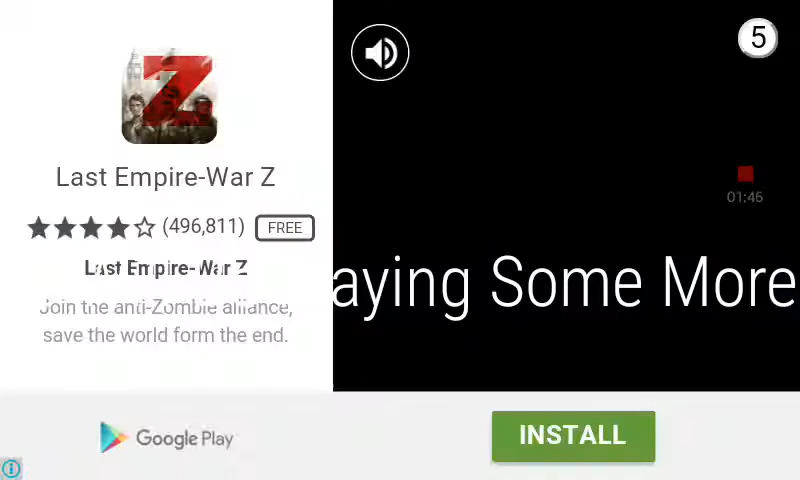 Last Empire-War Z
(496,811) FREE
Last Empire-War Z
Join the anti-Zombie alliance,
save the world form the end.
Google Play
5
01:45
aying Some More
INSTALL